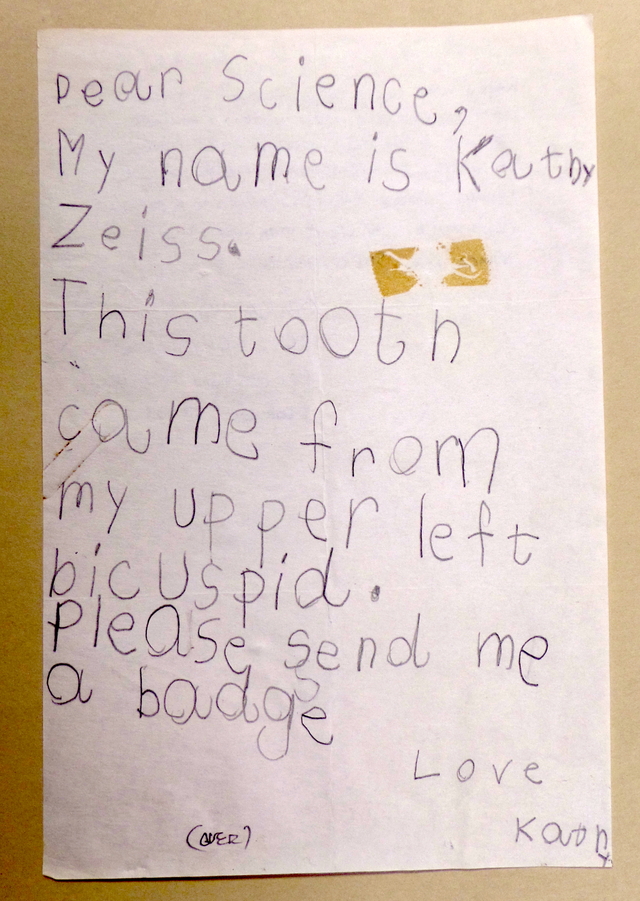 Dear Science,
My name is Kathy
Zeiss.
This tooth
came from
my upper left
bicuspid.
Please send me
a badge
Love
Kathy
(OVER)